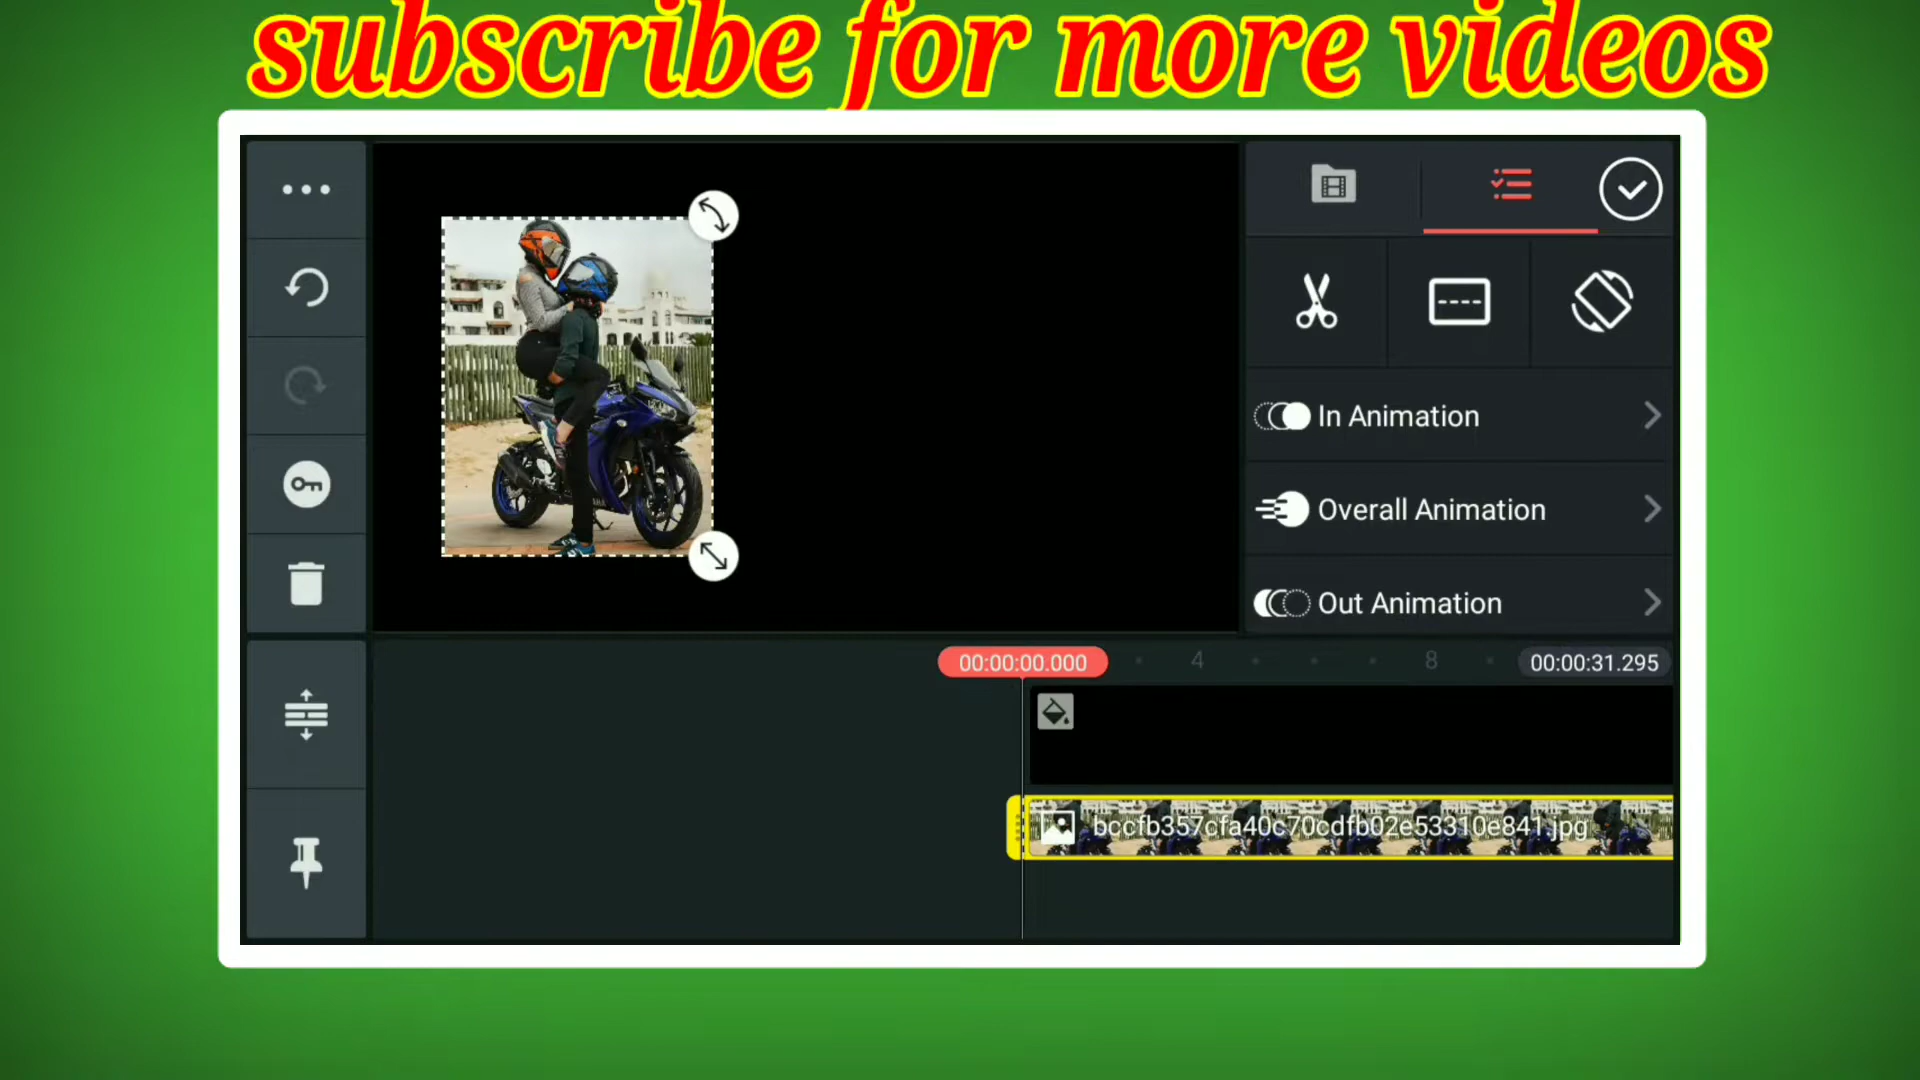 subscribe for more videos
In Animation
Overall Animation
Out Animation
00:00:00.000
4
8
00:00:31.295
bccfb357cfa40c70cdfb02e53310e841.jpg